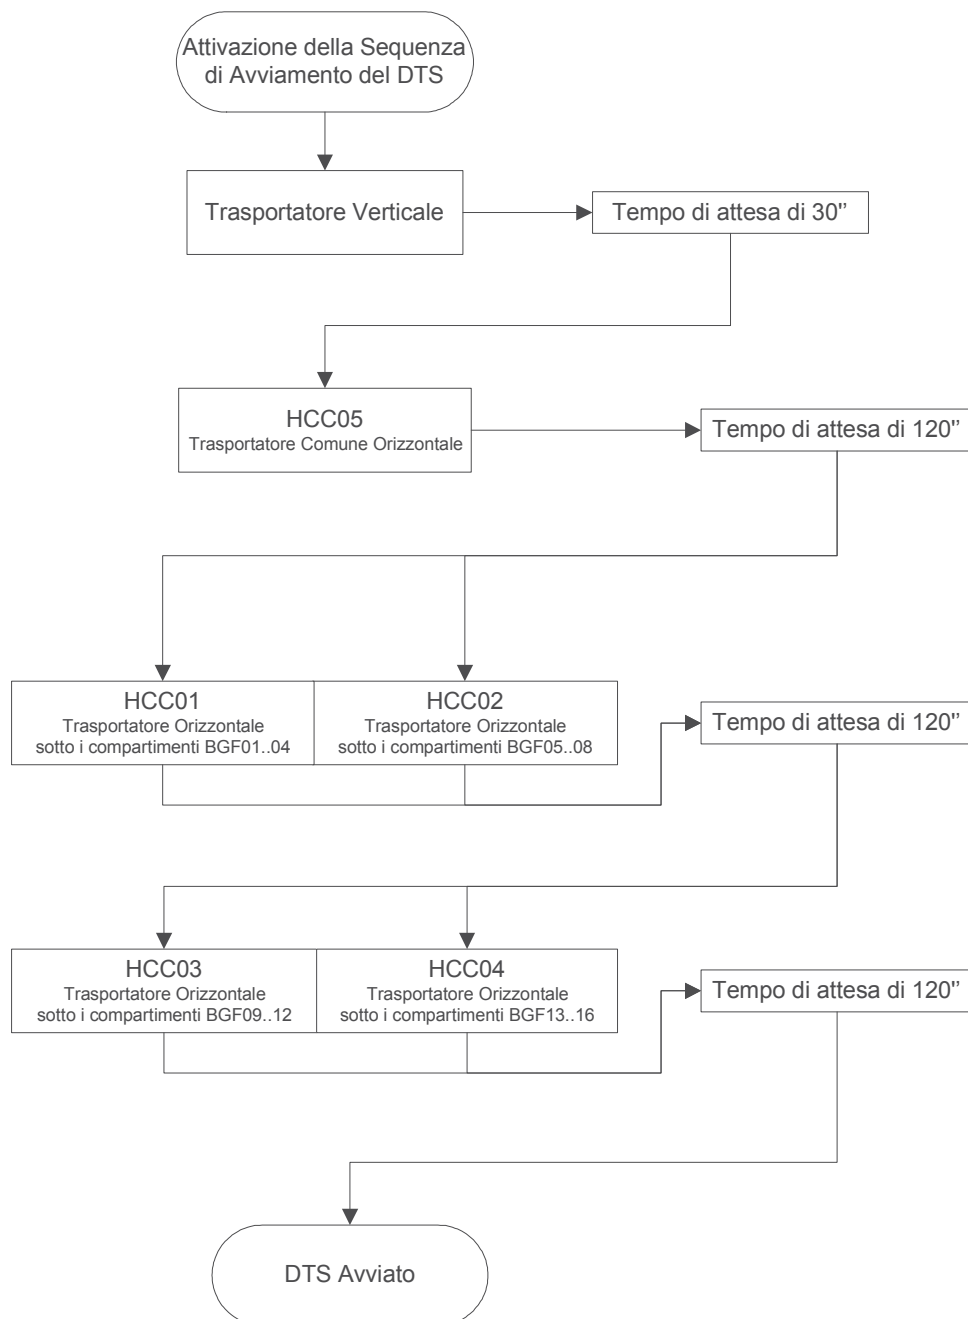 Attivazione della Sequenza
di Avviamento del DTS
Trasportatore Verticale
Tempo di attesa di 30"
HCC05
Trasportatore Comune Orizzontale
Tempo di attesa di 120"
HCC01
Trasportatore Orizzontale
sotto i compartimenti BGF01..04
HCC02
Trasportatore Orizzontale
sotto i compartimenti BGF05..08
Tempo di attesa di 120"
HCC03
Trasportatore Orizzontale
sotto i compartimenti BGF09..12
HCC04
Trasportatore Orizzontale
sotto i compartimenti BGF13..16
Tempo di attesa di 120"
DTS Avviato